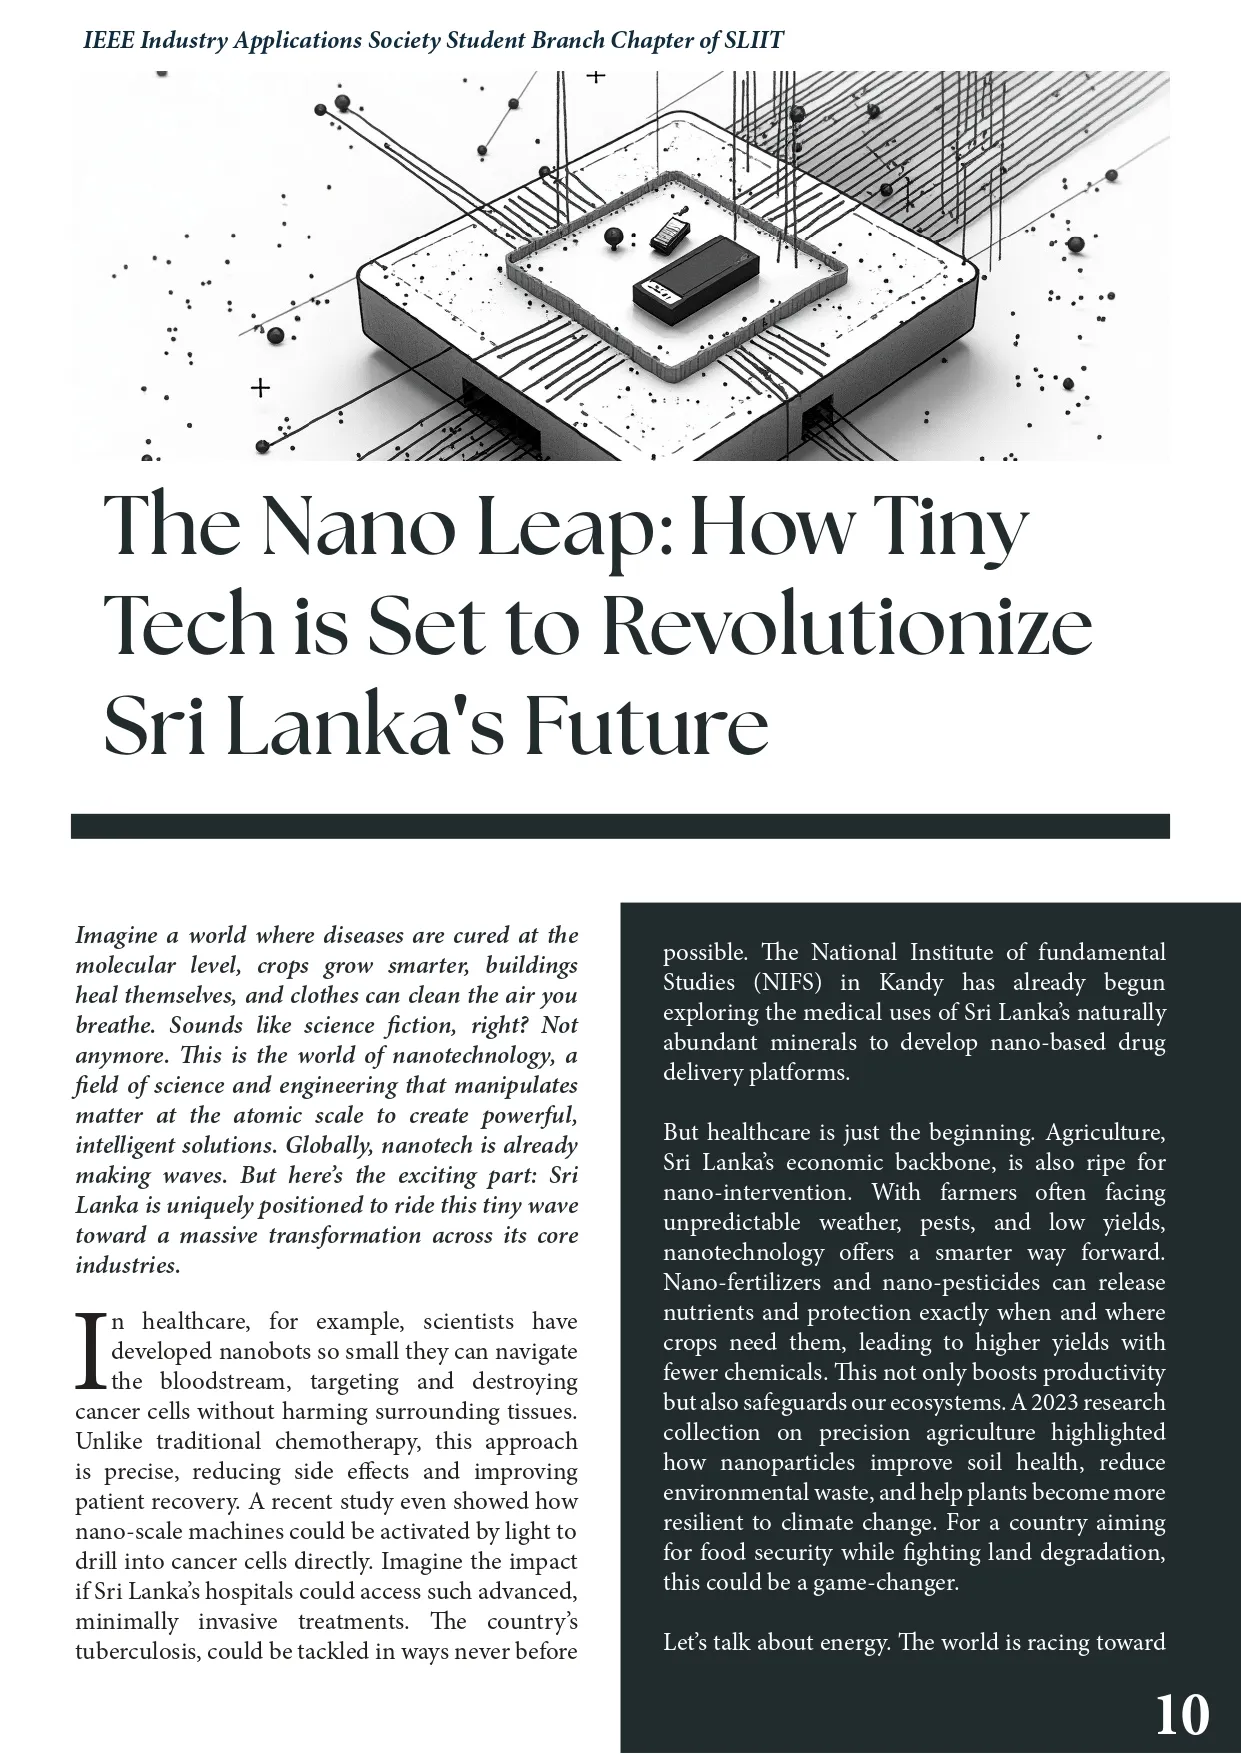 IEEE Industry Applications Society Student Branch Chapter of SLIIT
The Nano Leap: How Tiny
Tech is Set to Revolutionize
Sri Lanka's Future
Imagine a world where diseases are cured at the
molecular level, crops grow smarter, buildings
heal themselves, and clothes can clean the air you
breathe. Sounds like science fiction, right? Not
anymore. This is the world of nanotechnology, a
field of science and engineering that manipulates
matter at the atomic scale to create powerful,
intelligent solutions. Globally, nanotech is already
making waves. But here’s the exciting part: Sri
Lanka is uniquely positioned to ride this tiny wave
toward a massive transformation across its core
industries.
In healthcare, for example, scientists have
developed nanobots so small they can navigate
the bloodstream, targeting and destroying
cancer cells without harming surrounding tissues.
Unlike traditional chemotherapy, this approach
is precise, reducing side effects and improving
patient recovery. A recent study even showed how
nano-scale machines could be activated by light to
drill into cancer cells directly. Imagine the impact
if Sri Lanka’s hospitals could access such advanced,
minimally invasive treatments. The country’s
tuberculosis, could be tackled in ways never before
possible. The National Institute of fundamental
Studies (NIFS) in Kandy has already begun
exploring the medical uses of Sri Lanka’s naturally
abundant minerals to develop nano-based drug
delivery platforms.
But healthcare is just the beginning. Agriculture,
Sri Lanka’s economic backbone, is also ripe for
nano-intervention. With farmers often facing
unpredictable weather, pests, and low yields,
nanotechnology offers a smarter way forward.
Nano-fertilizers and nano-pesticides can release
nutrients and protection exactly when and where
crops need them, leading to higher yields with
fewer chemicals. This not only boosts productivity
but also safeguards our ecosystems. A 2023 research
collection on precision agriculture highlighted
how nanoparticles improve soil health, reduce
environmental waste, and help plants become more
resilient to climate change. For a country aiming
for food security while fighting land degradation,
this could be a game-changer.
Let’s talk about energy. The world is racing toward
10